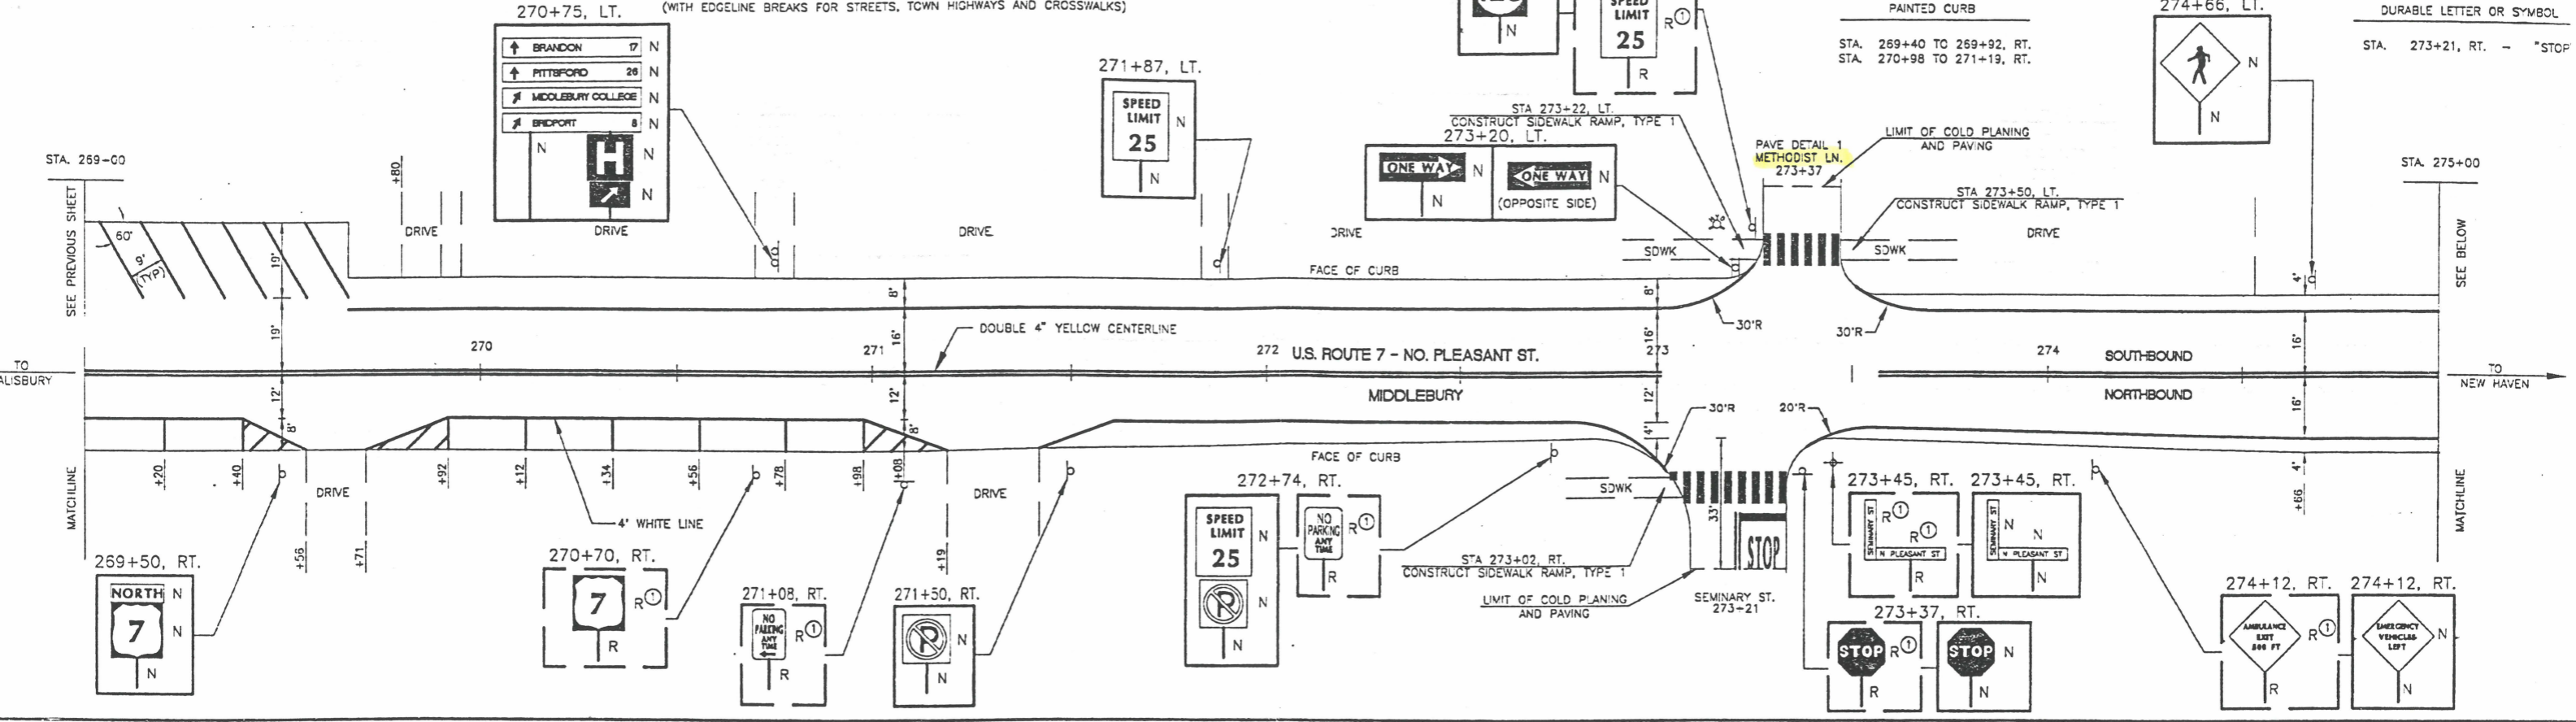 (WITH EDGELINE BREAKS FOR STREETS, TOWN HIGHWAYS AND CROSSWALKS)
270+75, LT.
BRANDON 17 N
PITTSFORD 26 N
MIDDLEBURY COLLEGE N
BRIDPORT 8 N
N
H N
N
SPEED
LIMIT
25
R①
N
R
PAINTED CURB
STA. 269+40 TO 269+92, RT.
STA. 270+98 TO 271+19, RT.
274+66, LT.
N
N
DURABLE LETTER OR SYMBOL
STA. 273+21, RT. - "STOP
271+87, LT.
SPEED
LIMIT
25
N
N
STA 273+22, LT.
CONSTRUCT SIDEWALK RAMP, TYPE 1
273+20, LT.
ONE WAY N
N
ONE WAY N
(OPPOSITE SIDE)
PAVE DETAIL 1
METHODIST LN.
273+37
LIMIT OF COLD PLANING
AND PAVING
STA 273+50, LT.
CONSTRUCT SIDEWALK RAMP, TYPE 1
STA. 269+00
STA. 275+00
SEE PREVIOUS SHEET
SEE BELOW
60°
9'
(TYP)
19'
+80
DRIVE
DRIVE
DRIVE
DRIVE
DRIVE
SDWK
SDWK
FACE OF CURB
8'
8'
4'
30'R
30'R
DOUBLE 4" YELLOW CENTERLINE
19'
16'
16'
16'
270
271
272
U.S. ROUTE 7 - NO. PLEASANT ST.
273
274
SOUTHBOUND
TO
ALISBURY
TO
NEW HAVEN
MIDDLEBURY
NORTHBOUND
12'
12'
12'
16'
8'
8'
4'
4'
30'R
20'R
FACE OF CURB
MATCHLINE
MATCHLINE
+20
+40
+56
+71
+92
+12
+34
+56
+78
+98
+08
+19
+66
DRIVE
DRIVE
SDWK
33'
STOP
4" WHITE LINE
269+50, RT.
NORTH N
7 N
N
270+70, RT.
7 R①
R
271+08, RT.
NO
PARKING
ANY
TIME
R①
R
271+50, RT.
P N
N
272+74, RT.
SPEED
LIMIT
25
N
P N
N
NO
PARKING
ANY
TIME
R①
R
STA 273+02, RT.
CONSTRUCT SIDEWALK RAMP, TYPE 1
LIMIT OF COLD PLANING
AND PAVING
SEMINARY ST.
273+21
273+45, RT.
SEMINARY ST R①
R①
N PLEASANT ST
R
273+45, RT.
SEMINARY ST N
N
N PLEASANT ST
N
273+37, RT.
STOP R①
R
STOP N
N
274+12, RT.
AMBULANCE
EXIT
500 FT
R①
R
274+12, RT.
EMERGENCY
VEHICLES
LEFT
N
N